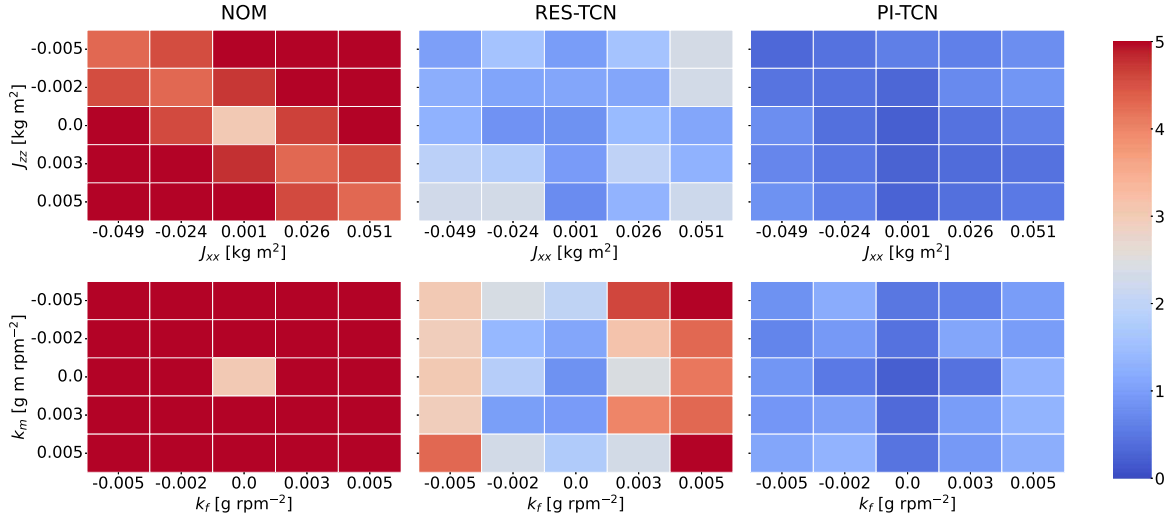 NOM RES-TCN PI-TCN
J_zz [kg m²]
-0.005
-0.002
0.0
0.003
0.005
-0.049 -0.024 0.001 0.026 0.051 -0.049 -0.024 0.001 0.026 0.051 -0.049 -0.024 0.001 0.026 0.051
J_xx [kg m²] J_xx [kg m²] J_xx [kg m²]
k_m [g m rpm⁻²]
-0.005
-0.002
0.0
0.003
0.005
-0.005 -0.002 0.0 0.003 0.005 -0.005 -0.002 0.0 0.003 0.005 -0.005 -0.002 0.0 0.003 0.005
k_f [g rpm⁻²] k_f [g rpm⁻²] k_f [g rpm⁻²]
5
4
3
2
1
0